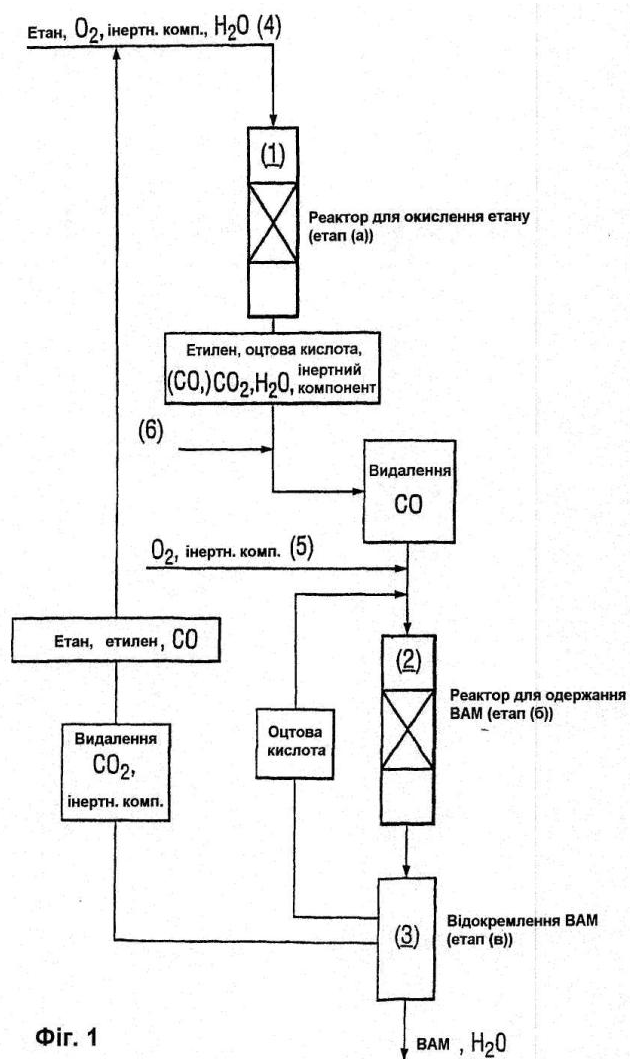 Етан, O₂, інертн. комп., H₂O (4)
(1)
Реактор для окислення етану
(етап (а))
Етилен, оцтова кислота,
(CO,)CO₂,H₂O, інертний
компонент
(6)
Видалення
CO
O₂, інертн. комп. (5)
Етан, етилен, CO
(2)
Реактор для одержання
ВАМ (етап (б))
Оцтова
кислота
Видалення
CO₂,
інертн. комп.
(3)
Відокремлення ВАМ
(етап (в))
Фіг. 1
ВАМ , H₂O